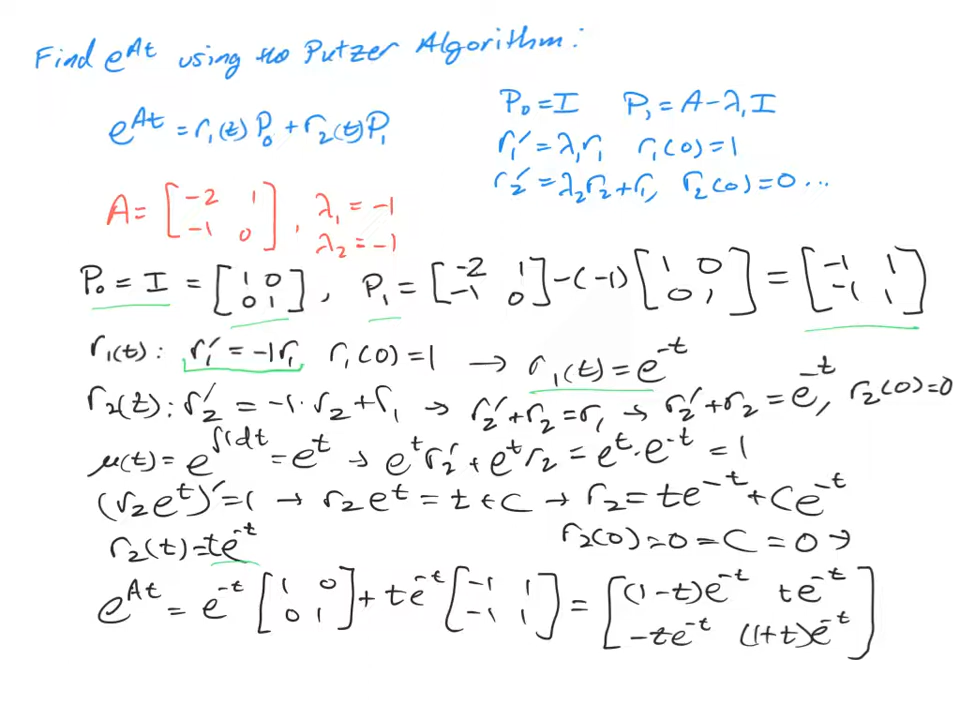 Find e^{At} using the Putzer Algorithm:
e^{At} = r₁(t) P₀ + r₂(t) P₁
P₀ = I   P₁ = A - λ₁ I
r₁' = λ₁r₁   r₁(0) = 1
r₂' = λ₂r₂ + r₁,   r₂(0) = 0 ...
A = [-2 1; -1 0], λ₁ = -1
λ₂ = -1
P₀ = I = [1 0; 0 1], P₁ = [-2 1; -1 0] - (-1) [1 0; 0 1] = [-1 1; -1 1]
r₁(t): r₁' = -1r₁   r₁(0) = 1 → r₁(t) = e^{-t}
r₂(t): r₂' = -1·r₂ + r₁ → r₂' + r₂ = r₁ → r₂' + r₂ = e^{-t}, r₂(0) = 0
μ(t) = e^{∫1dt} = e^t → e^t r₂' + e^t r₂ = e^t·e^{-t} = 1
(r₂e^t)' = 1 → r₂e^t = t + C → r₂ = te^{-t} + Ce^{-t}
r₂(t) = te^{-t}   r₂(0) = 0 = C = 0 →
e^{At} = e^{-t} [1 0; 0 1] + te^{-t} [-1 1; -1 1] = [(1-t)e^{-t} te^{-t}; -te^{-t} (1+t)e^{-t}]